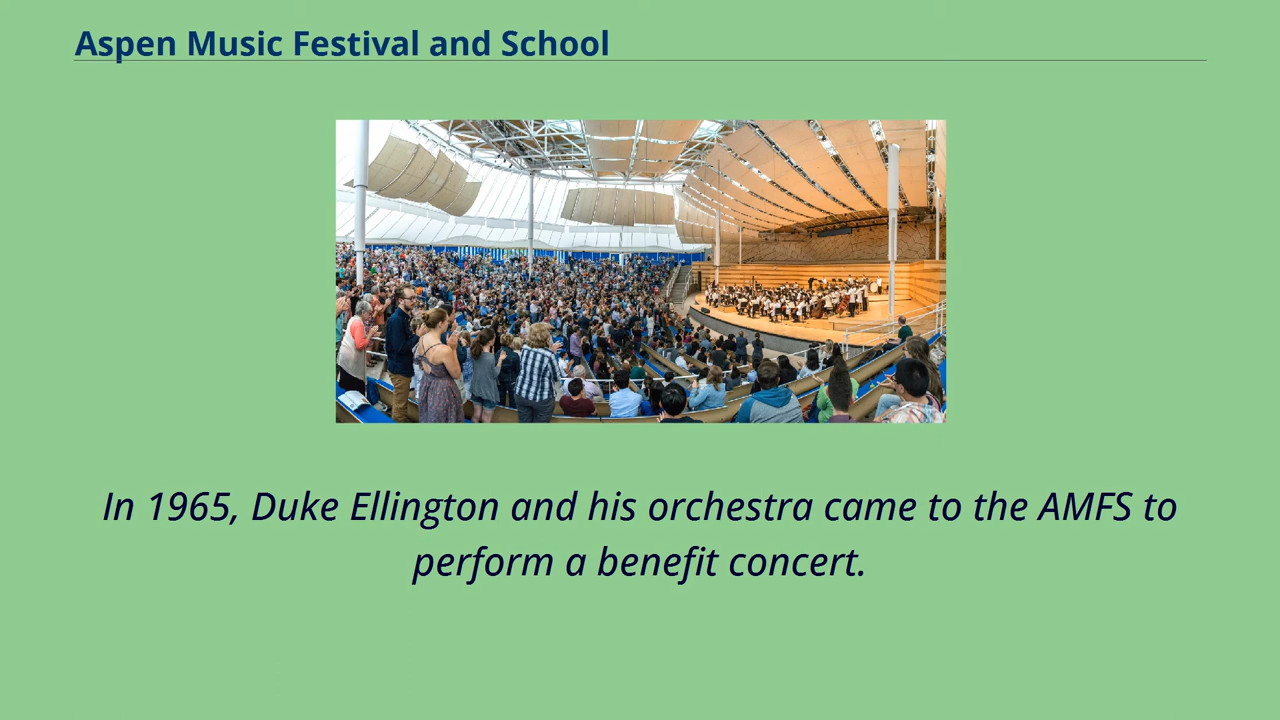 Aspen Music Festival and School
In 1965, Duke Ellington and his orchestra came to the AMFS to
perform a benefit concert.